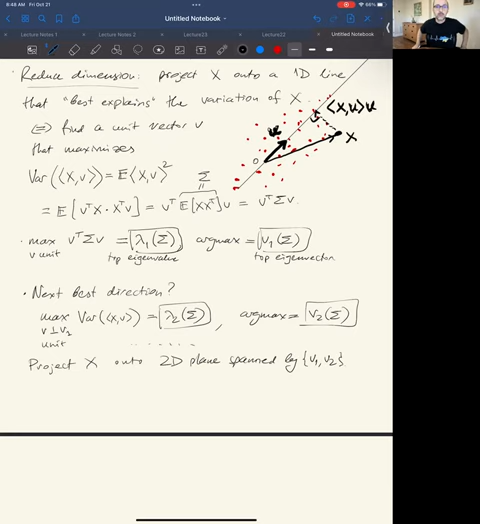 8:48 AM Fri Oct 21
66%
Untitled Notebook
Lecture Notes 1
Lecture Notes 2
Lecture23
Lecture22
Untitled Notebook
· Reduce dimension: project X onto a 1D line
that "best explains" the variation of X...
(=) find a unit vector v
that maximizes
Var(⟨X,v⟩) = E⟨X,v⟩²
Σ
=
= E[vᵀX·Xᵀv] = vᵀ E[XXᵀ]v = vᵀΣv.
u
⟨X,u⟩u
X
0
· max vᵀΣv = λ₁(Σ) argmax = v₁(Σ)
v unit
top eigenvalue
top eigenvector
· Next best direction?
max Var(⟨X,v⟩) = λ₂(Σ), argmax = v₂(Σ)
v⊥v₂
unit
.......
Project X onto 2D plane spanned by {v₁,v₂}